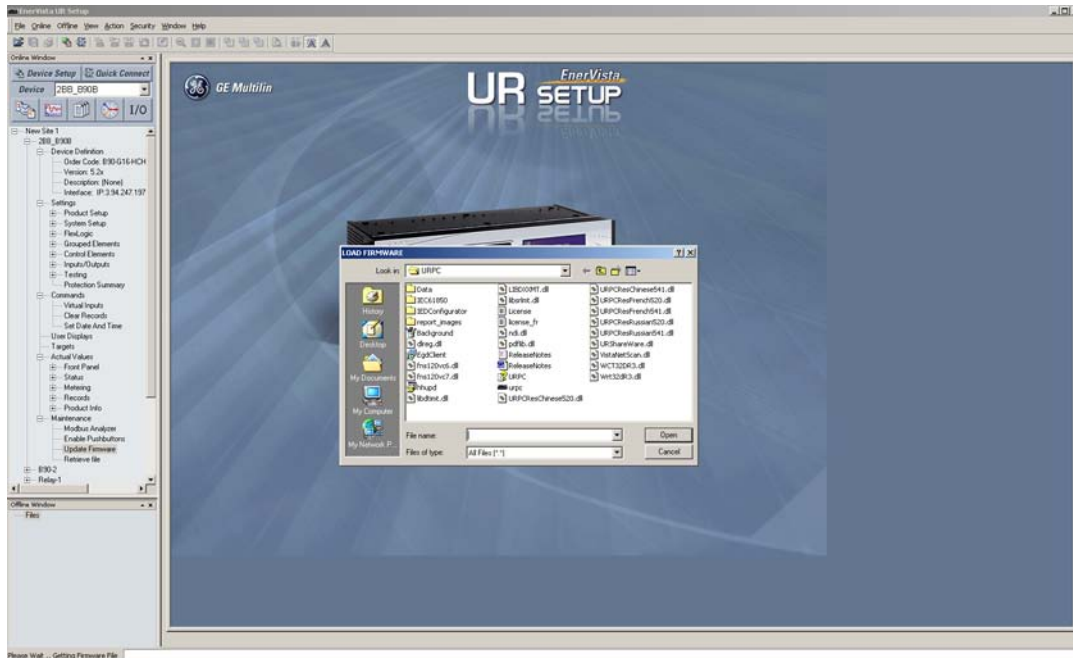 EnerVista UR Setup
File Online Offline View Action Security Window Help
Online Window
Device Setup Quick Connect
Device 2BB_B90B
I/O
New Site 1
2BB_B90B
Device Definition
Order Code: B90-G16-HCH
Version: 5.2x
Description: (None)
Interface: IP:3.94.247.197
Settings
Product Setup
System Setup
FlexLogic
Grouped Elements
Control Elements
Inputs/Outputs
Testing
Protection Summary
Commands
Virtual Inputs
Clear Records
Set Date And Time
User Displays
Targets
Actual Values
Front Panel
Status
Metering
Records
Product Info
Maintenance
Modbus Analyzer
Enable Pushbuttons
Update Firmware
Retrieve file
B90-2
Relay-1
Offline Window
Files
GE Multilin
EnerVista
UR SETUP
LOAD FIRMWARE
Look in: URPC
History
Desktop
My Documents
My Computer
My Network P...
Data
IEC61850
IEDConfigurator
report_images
Background
dlreg.dll
EgdClient
fns120vc6.dll
fns120vc7.dll
hhupd
libdtint.dll
LIBDIXIMT.dll
license_fr
License
ndi.dll
pdflib.dll
ReleaseNotes
ReleaseNotes
URPC
urpc
URPCResChinese520.dll
URPCResChinese541.dll
URPCResFrench520.dll
URPCResFrench541.dll
URPCResRussian520.dll
URPCResRussian541.dll
URShareWare.dll
VistaNetScan.dll
WCT32DR3.dll
File name:
Open
Files of type: All Files (*.*)
Cancel
Please Wait ... Getting Firmware File